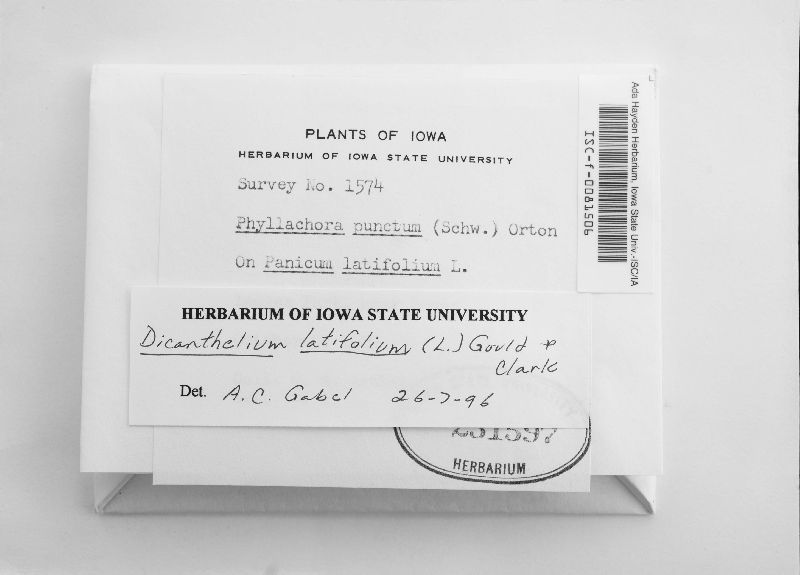 PLANTS OF IOWA
HERBARIUM OF IOWA STATE UNIVERSITY
Survey No. 1574
Phyllachora punctum (Schw.) Orton
On Panicum latifolium L.
HERBARIUM OF IOWA STATE UNIVERSITY
Dicanthelium latifolium (L.) Gould &
Clark
Det. A.C. Gabel 26-7-96
HERBARIUM
Ada Hayden Herbarium, Iowa State Univ.-ISC/IA
ISC-f-0081506